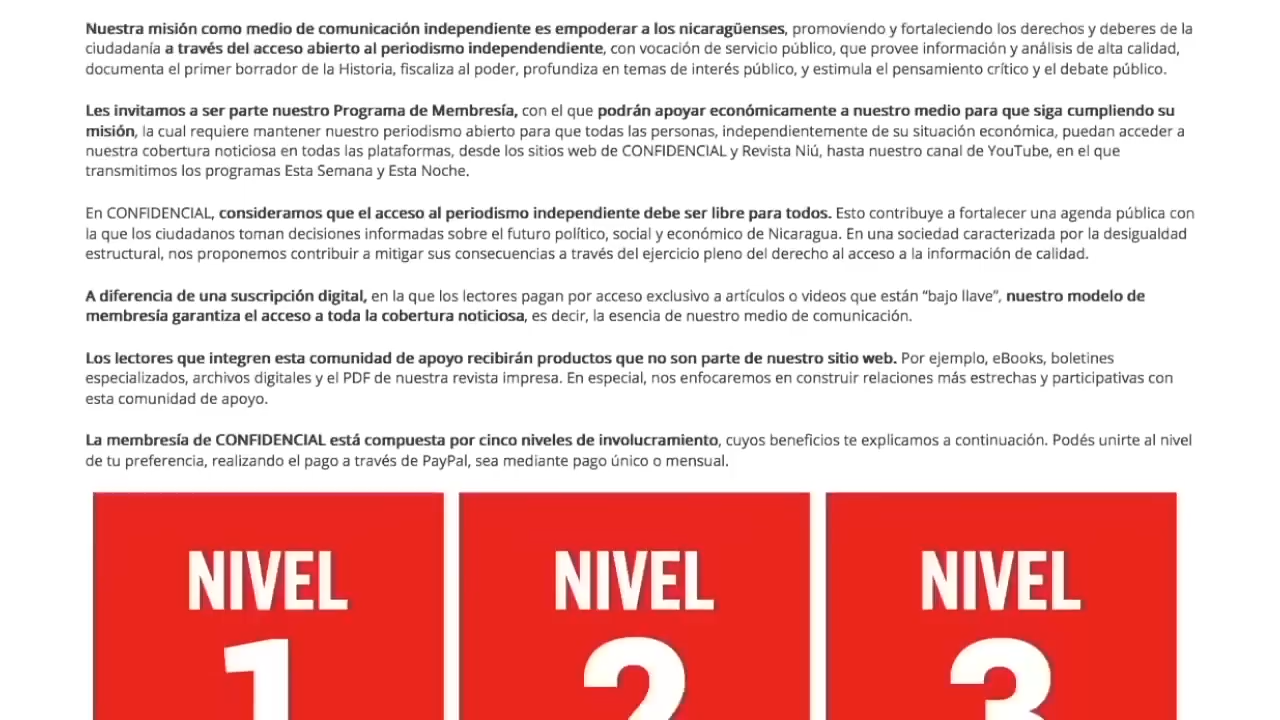 Nuestra misión como medio de comunicación independiente es empoderar a los nicaragüenses, promoviendo y fortaleciendo los derechos y deberes de la
ciudadanía a través del acceso abierto al periodismo independendiente, con vocación de servicio público, que provee información y análisis de alta calidad,
documenta el primer borrador de la Historia, fiscaliza al poder, profundiza en temas de interés público, y estimula el pensamiento crítico y el debate público.
Les invitamos a ser parte nuestro Programa de Membresía, con el que podrán apoyar económicamente a nuestro medio para que siga cumpliendo su
misión, la cual requiere mantener nuestro periodismo abierto para que todas las personas, independientemente de su situación económica, puedan acceder a
nuestra cobertura noticiosa en todas las plataformas, desde los sitios web de CONFIDENCIAL y Revista Niú, hasta nuestro canal de YouTube, en el que
transmitimos los programas Esta Semana y Esta Noche.
En CONFIDENCIAL, consideramos que el acceso al periodismo independiente debe ser libre para todos. Esto contribuye a fortalecer una agenda pública con
la que los ciudadanos toman decisiones informadas sobre el futuro político, social y económico de Nicaragua. En una sociedad caracterizada por la desigualdad
estructural, nos proponemos contribuir a mitigar sus consecuencias a través del ejercicio pleno del derecho al acceso a la información de calidad.
A diferencia de una suscripción digital, en la que los lectores pagan por acceso exclusivo a artículos o videos que están “bajo llave”, nuestro modelo de
membresía garantiza el acceso a toda la cobertura noticiosa, es decir, la esencia de nuestro medio de comunicación.
Los lectores que integren esta comunidad de apoyo recibirán productos que no son parte de nuestro sitio web. Por ejemplo, eBooks, boletines
especializados, archivos digitales y el PDF de nuestra revista impresa. En especial, nos enfocaremos en construir relaciones más estrechas y participativas con
esta comunidad de apoyo.
La membresía de CONFIDENCIAL está compuesta por cinco niveles de involucramiento, cuyos beneficios te explicamos a continuación. Podés unirte al nivel
de tu preferencia, realizando el pago a través de PayPal, sea mediante pago único o mensual.
NIVEL NIVEL NIVEL
1 2 3